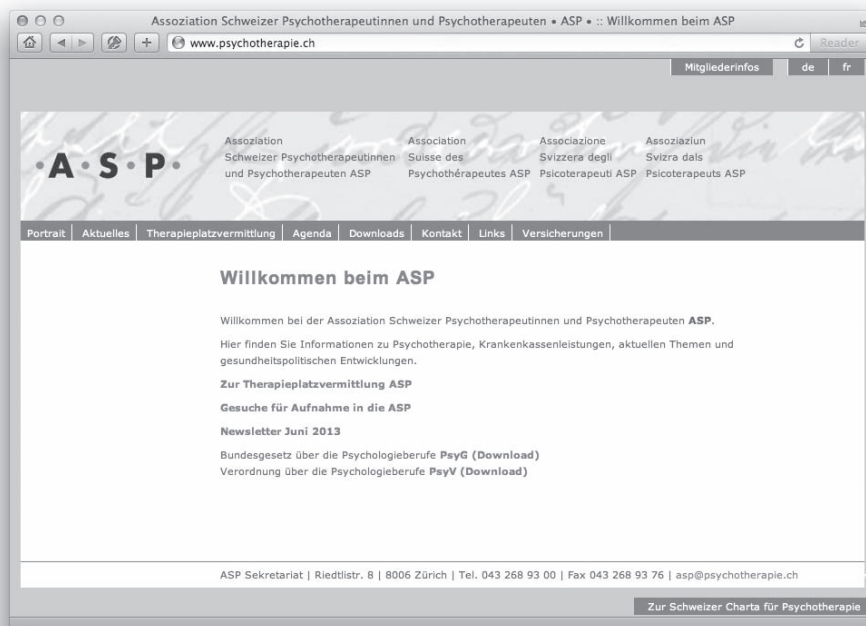 Assoziation Schweizer Psychotherapeutinnen und Psychotherapeuten • ASP • :: Willkommen beim ASP
www.psychotherapie.ch
Reader
Mitgliederinfos de fr
•A•S•P•
Assoziation
Schweizer Psychotherapeutinnen
und Psychotherapeuten ASP
Association
Suisse des
Psychothérapeutes ASP
Associazione
Svizzera degli
Psicoterapeuti ASP
Assoziaziun
Svizra dals
Psicoterapeuts ASP
Portrait Aktuelles Therapieplatzvermittlung Agenda Downloads Kontakt Links Versicherungen
Willkommen beim ASP
Willkommen bei der Assoziation Schweizer Psychotherapeutinnen und Psychotherapeuten ASP.
Hier finden Sie Informationen zu Psychotherapie, Krankenkassenleistungen, aktuellen Themen und
gesundheitspolitischen Entwicklungen.
Zur Therapieplatzvermittlung ASP
Gesuche für Aufnahme in die ASP
Newsletter Juni 2013
Bundesgesetz über die Psychologieberufe PsyG (Download)
Verordnung über die Psychologieberufe PsyV (Download)
ASP Sekretariat | Riedtlistr. 8 | 8006 Zürich | Tel. 043 268 93 00 | Fax 043 268 93 76 | asp@psychotherapie.ch
Zur Schweizer Charta für Psychotherapie